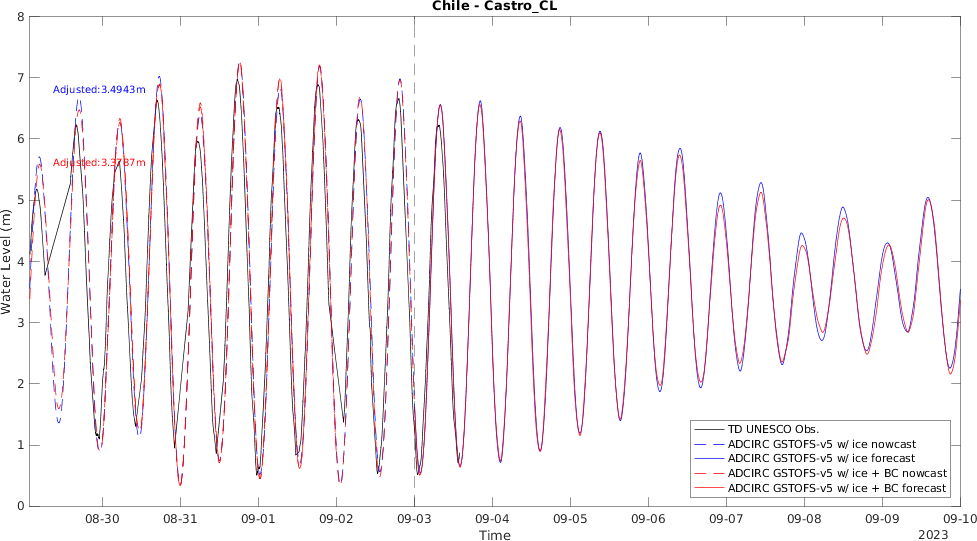 Chile - Castro_CL
8
7
6
5
4
3
2
1
0
Water Level (m)
Adjusted:3.4943m
Adjusted:3.3787m
TD UNESCO Obs.
ADCIRC GSTOFS-v5 w/ ice nowcast
ADCIRC GSTOFS-v5 w/ ice forecast
ADCIRC GSTOFS-v5 w/ ice + BC nowcast
ADCIRC GSTOFS-v5 w/ ice + BC forecast
08-30 08-31 09-01 09-02 09-03 09-04 09-05 09-06 09-07 09-08 09-09 09-10
Time
2023